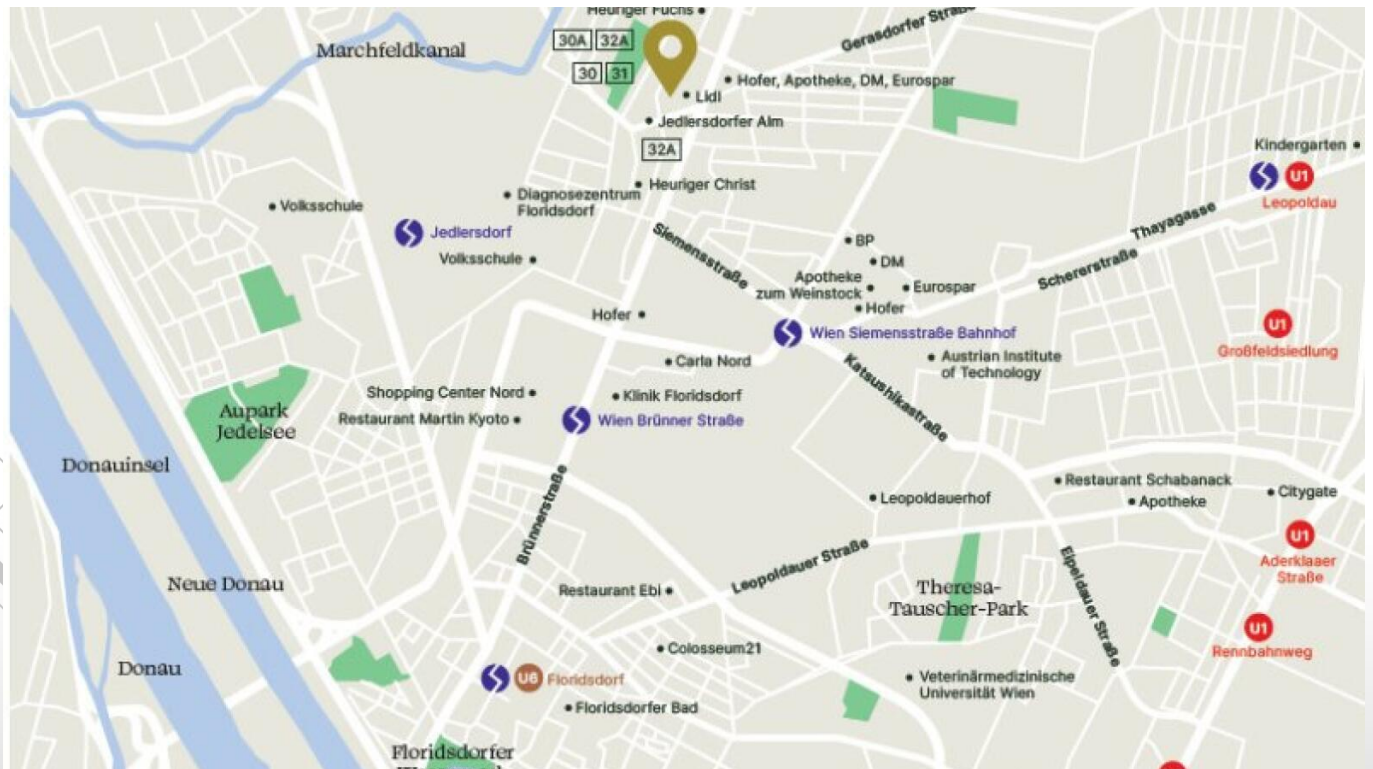 Heuriger Fuchs
Gerasdorfer Straße
Marchfeldkanal
30A 32A
30 31
Hofer, Apotheke, DM, Eurospar
Lidl
Jedlersdorfer Alm
32A
Kindergarten
U1
Leopoldau
Heuriger Christ
Diagnosezentrum
Floridsdorf
Volksschule
Jedlersdorf
Volksschule
Siemensstraße
Thayagasse
Schererstraße
BP
DM
Apotheke
zum Weinstock
Eurospar
Hofer
Hofer
Wien Siemensstraße Bahnhof
U1
Großfeldsiedlung
Carla Nord
Austrian Institute
of Technology
Katsushikastraße
Shopping Center Nord
Klinik Floridsdorf
Restaurant Martin Kyoto
Wien Brünner Straße
Aupark
Jedelsee
Donauinsel
Restaurant Schabanack
Apotheke
Citygate
Leopoldauerhof
Brünnerstraße
U1
Aderklaaer
Straße
Leopoldauer Straße
Eipeldauer Straße
Neue Donau
Restaurant Ebi
Theresa-
Tauscher-Park
U1
Rennbahnweg
Colosseum21
Donau
U6 Floridsdorf
Veterinärmedizinische
Universität Wien
Floridsdorfer Bad
Floridsdorfer